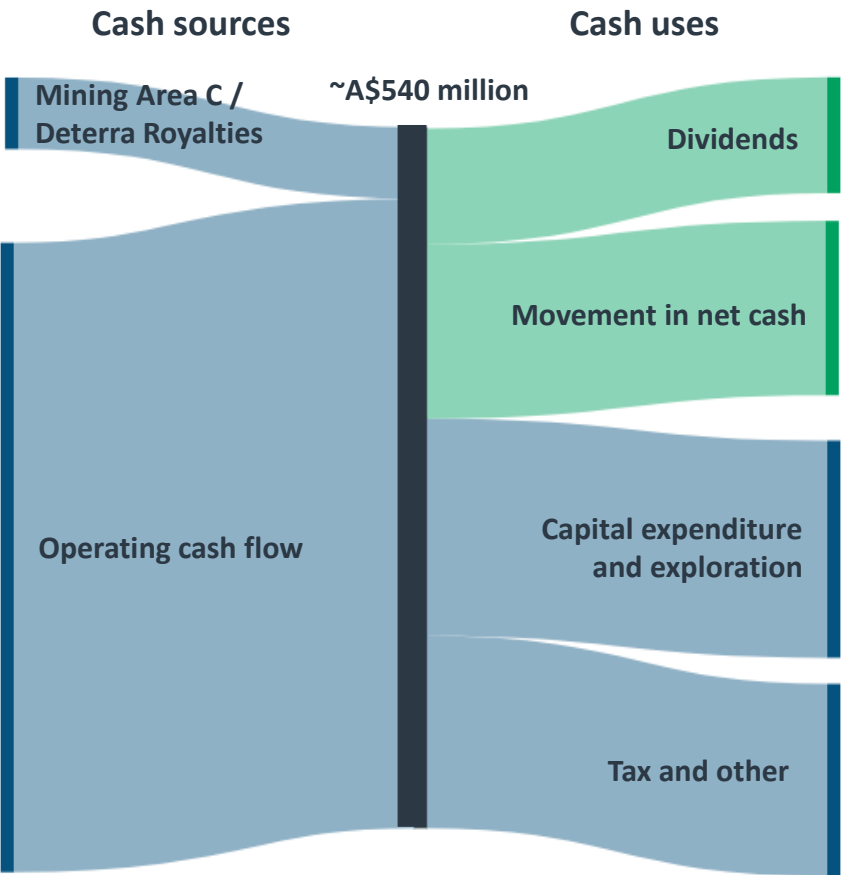 Cash sources
Cash uses
~A$540 million
Mining Area C /
Deterra Royalties
Dividends
Movement in net cash
Operating cash flow
Capital expenditure
and exploration
Tax and other